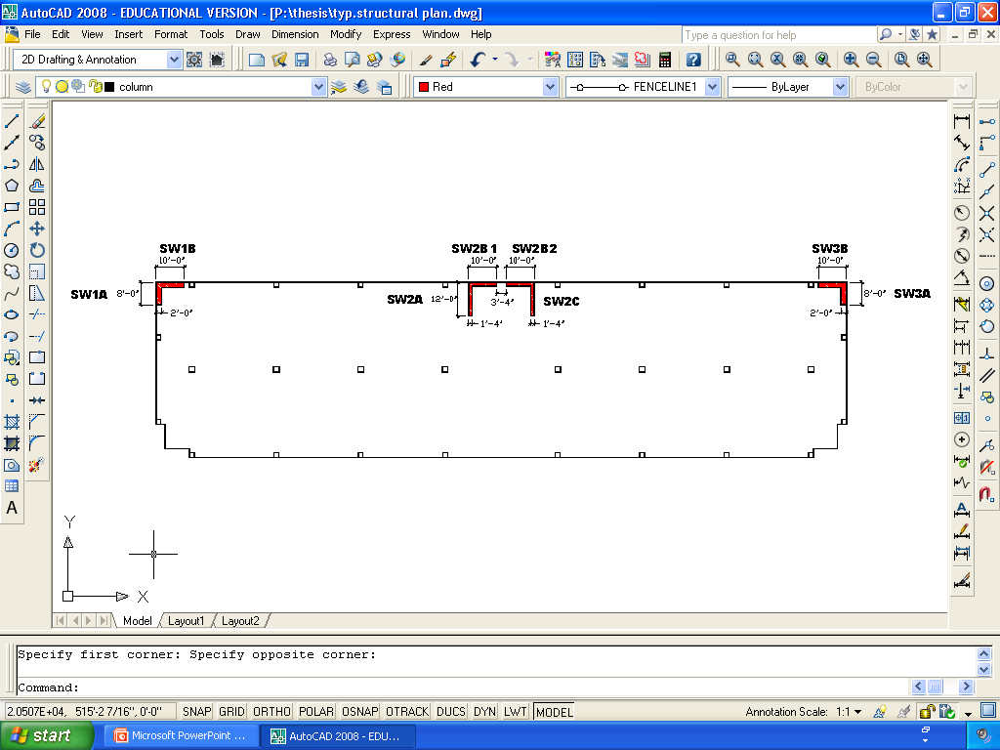 AutoCAD 2008 - EDUCATIONAL VERSION - [P:\thesis\typ.structural plan.dwg]
File Edit View Insert Format Tools Draw Dimension Modify Express Window Help
Type a question for help
2D Drafting & Annotation
column
Red
FENCELINE1
ByLayer
ByColor
SW1B SW2B 1 SW2B 2 SW3B
10'-0" 10'-0" 10'-0" 10'-0"
SW1A 8'-0" SW2A 12'-0" 3'-4" SW2C 8'-0" SW3A
2'-0" 2'-0"
1'-4" 1'-4"
Y
X
Model Layout1 Layout2
Specify first corner: Specify opposite corner:
Command:
2.0507E+04, 515'-2 7/16", 0'-0"
SNAP GRID ORTHO POLAR OSNAP OTRACK DUCS DYN LWT MODEL
Annotation Scale: 1:1
start
Microsoft PowerPoint ...
AutoCAD 2008 - EDU...